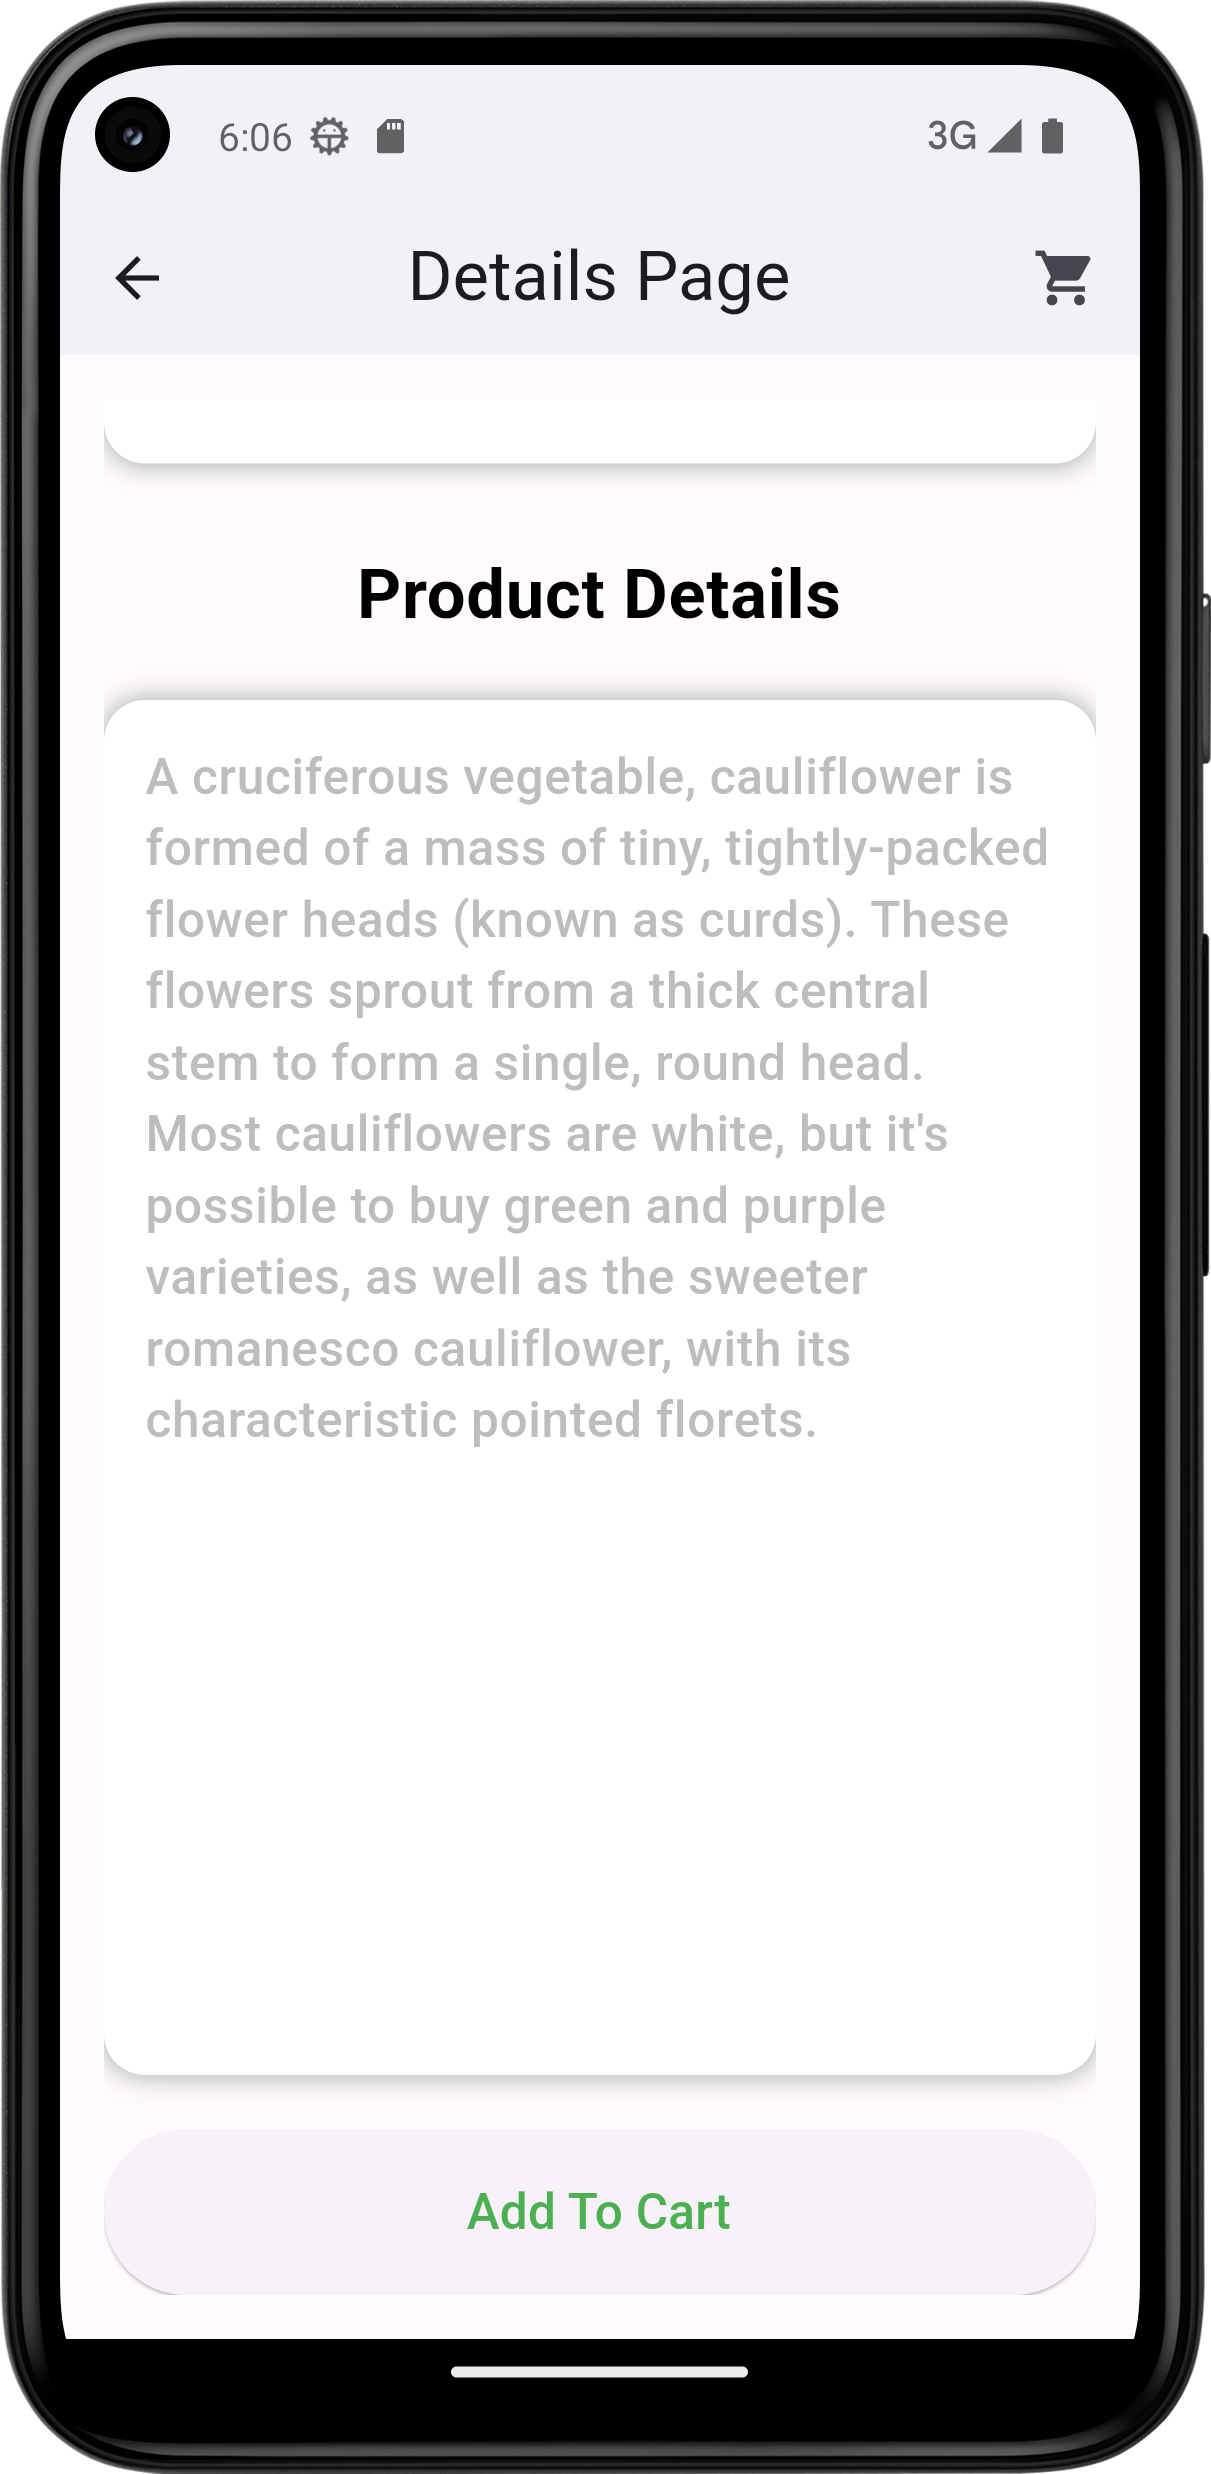 6:06
3G
Details Page
Product Details
A cruciferous vegetable, cauliflower is
formed of a mass of tiny, tightly-packed
flower heads (known as curds). These
flowers sprout from a thick central
stem to form a single, round head.
Most cauliflowers are white, but it's
possible to buy green and purple
varieties, as well as the sweeter
romanesco cauliflower, with its
characteristic pointed florets.
Add To Cart